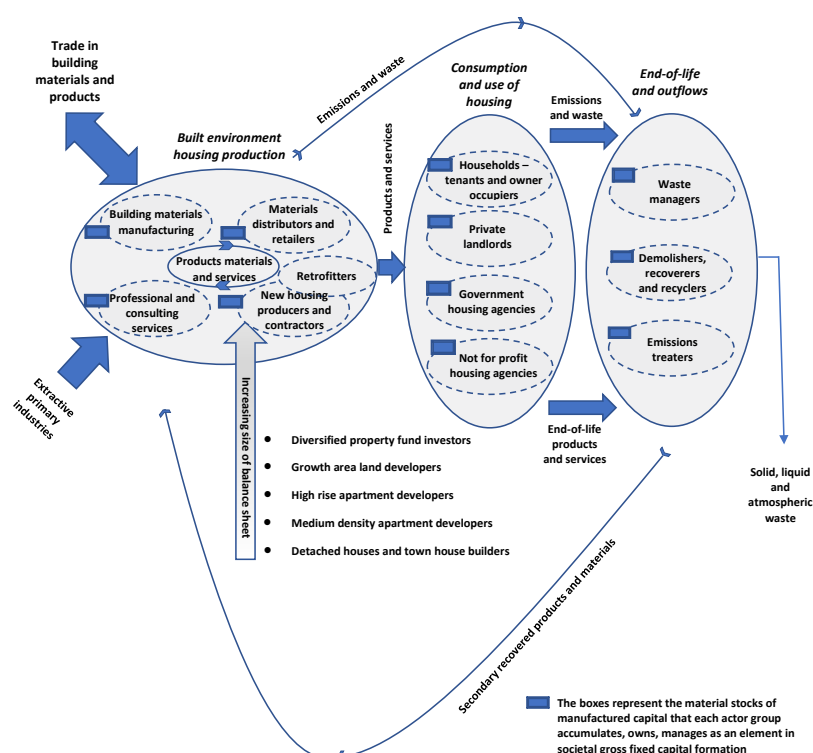 Trade in
building
materials and
products
Emissions and waste
Consumption
and use of
housing
End-of-life
and outflows
Emissions
and waste
Built environment
housing production
Products and services
Building materials
manufacturing
Materials
distributors and
retailers
Products materials
and services
Retrofitters
Professional and
consulting
services
New housing
producers and
contractors
Households –
tenants and owner
occupiers
Private
landlords
Government
housing agencies
Not for profit
housing agencies
Waste
managers
Demolishers,
recoverers
and recyclers
Emissions
treaters
Extractive
primary
industries
Increasing size of balance sheet
• Diversified property fund investors
• Growth area land developers
• High rise apartment developers
• Medium density apartment developers
• Detached houses and town house builders
End-of-life
products
and services
Solid, liquid
and
atmospheric
waste
Secondary recovered products and materials
The boxes represent the material stocks of
manufactured capital that each actor group
accumulates, owns, manages as an element in
societal gross fixed capital formation